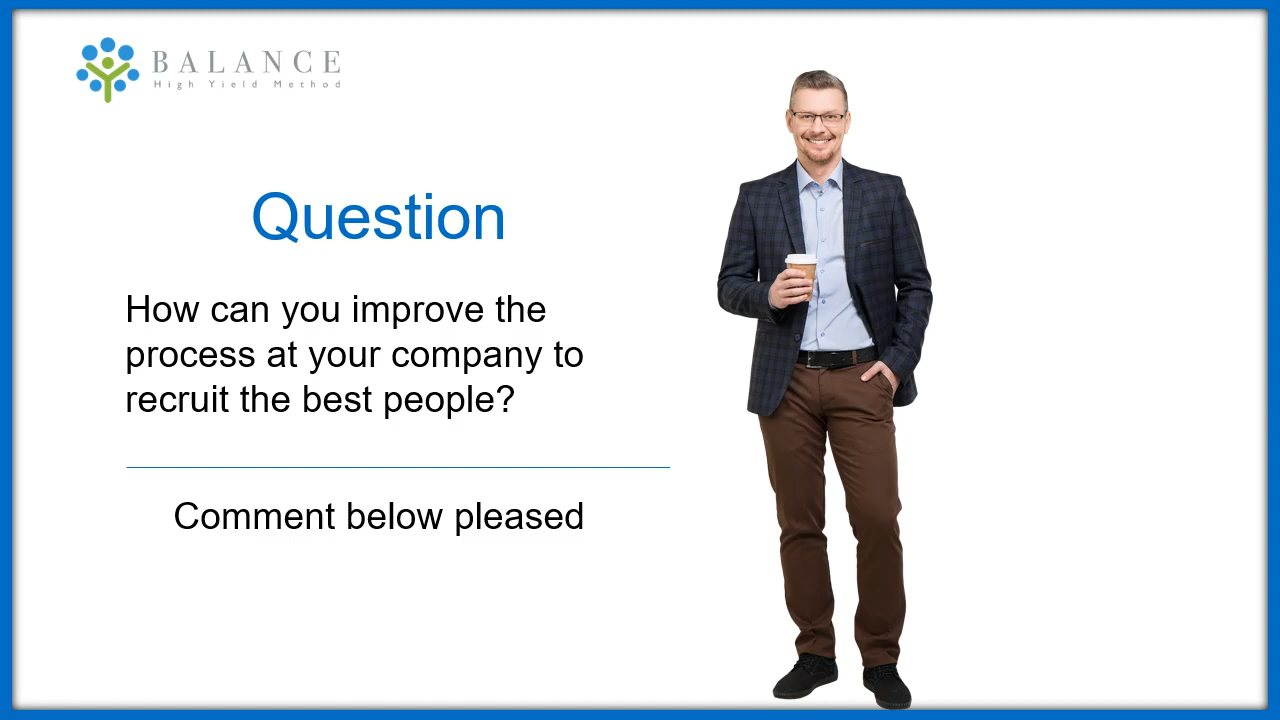 BALANCE
High Yield Method
Question
How can you improve the
process at your company to
recruit the best people?
Comment below pleased